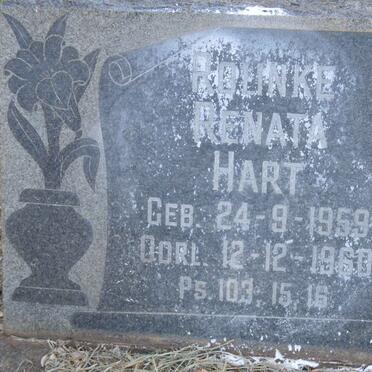 ROLINKE
RENATA
HART
GEB. 24-9-1959
OORL. 12-12-1960
Ps. 103. 15, 16